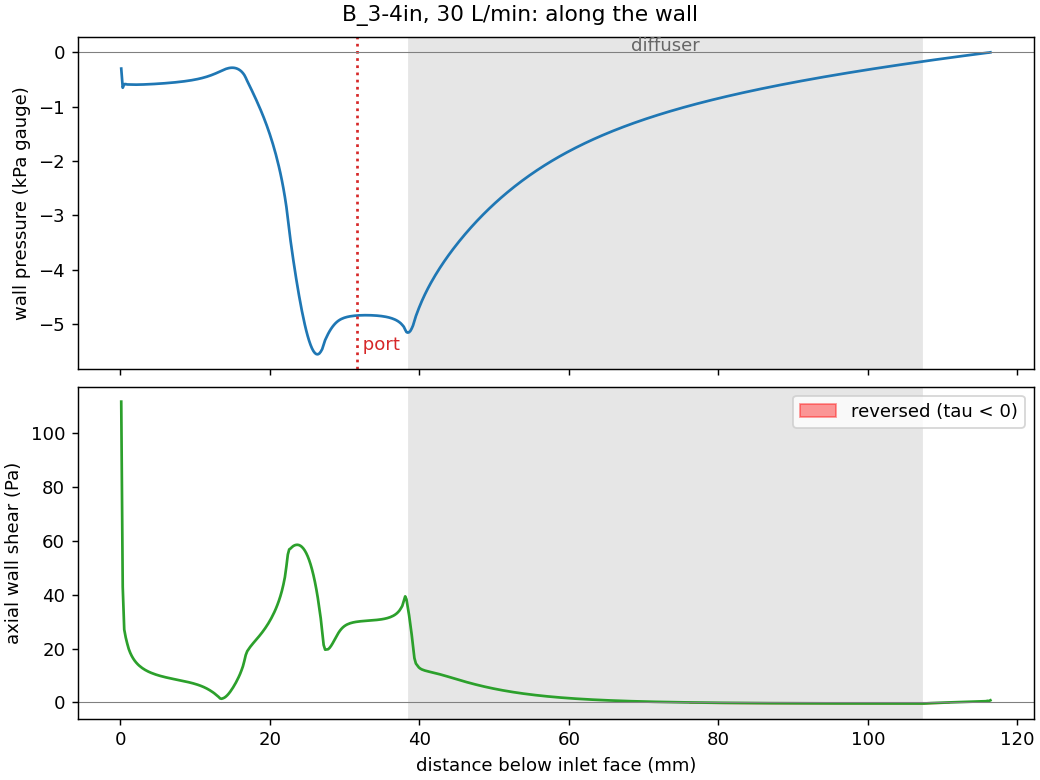 B_3-4in, 30 L/min: along the wall
diffuser
wall pressure (kPa gauge)
0
−1
−2
−3
−4
−5
port
reversed (tau < 0)
axial wall shear (Pa)
100
80
60
40
20
0
0 20 40 60 80 100 120
distance below inlet face (mm)